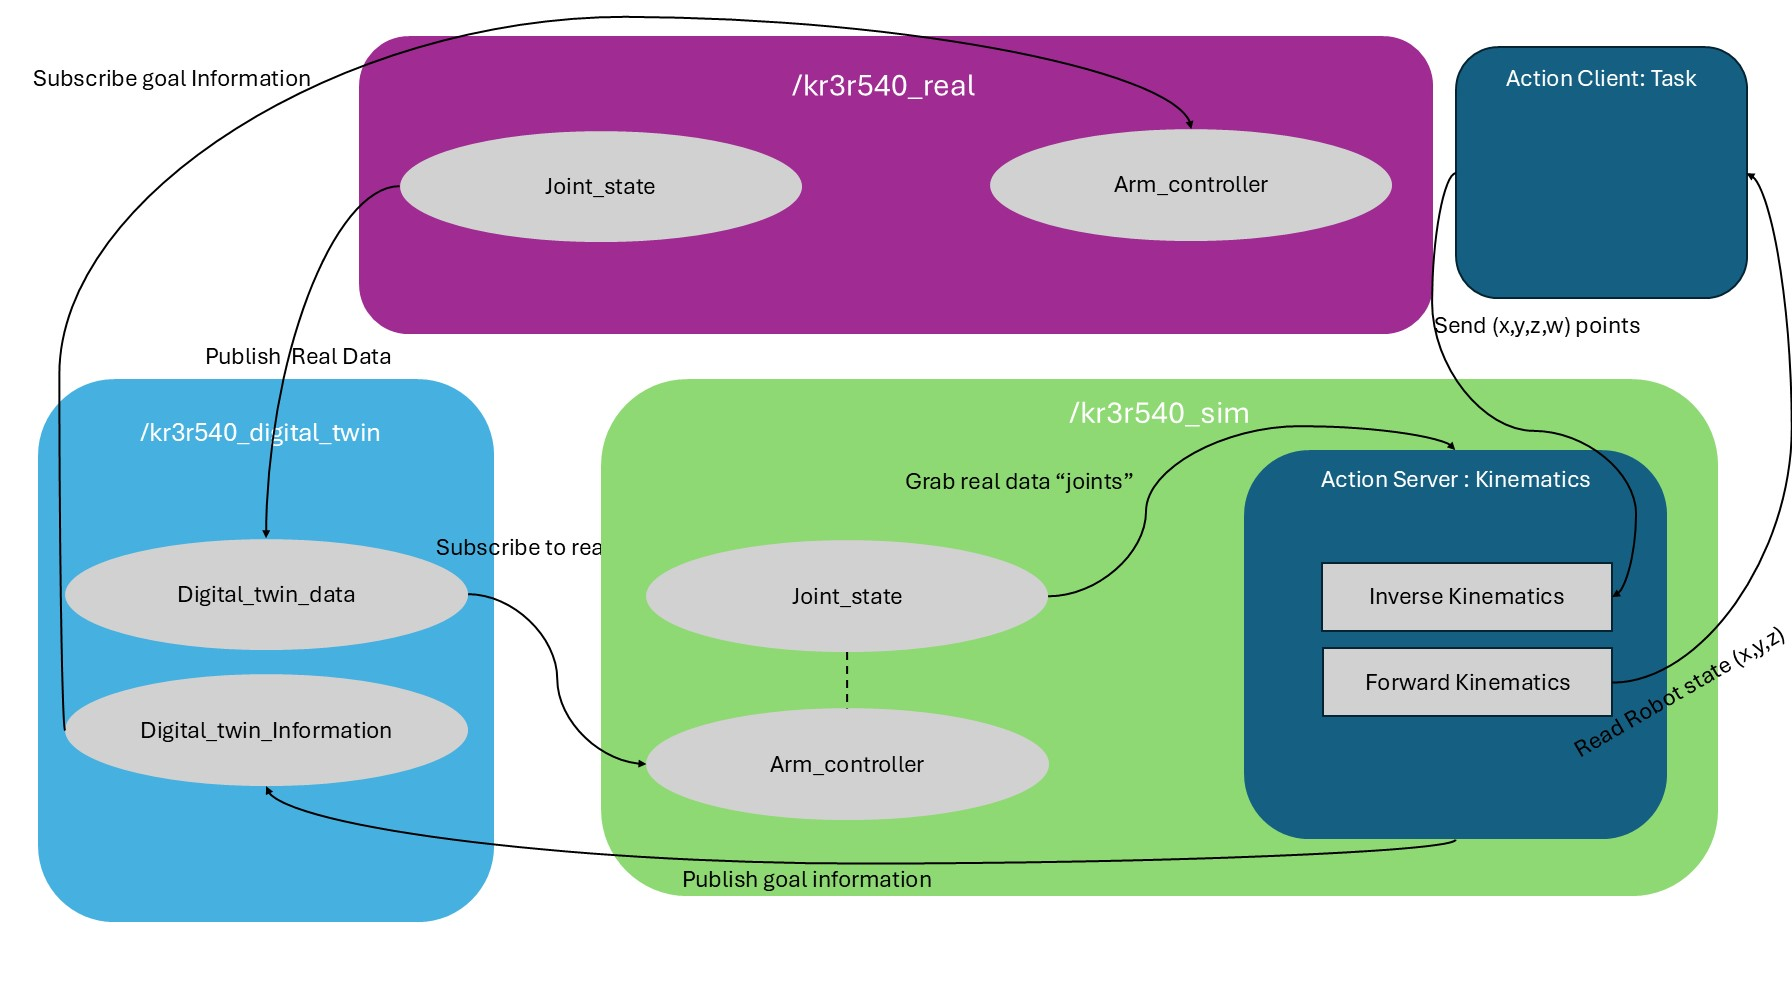 Subscribe goal Information
/kr3r540_real
Action Client: Task
Joint_state
Arm_controller
Send (x,y,z,w) points
Publish Real Data
/kr3r540_digital_twin
/kr3r540_sim
Grab real data “joints”
Action Server : Kinematics
Subscribe to rea
Digital_twin_data
Joint_state
Inverse Kinematics
Forward Kinematics
Read Robot state (x,y,z)
Digital_twin_Information
Arm_controller
Publish goal information